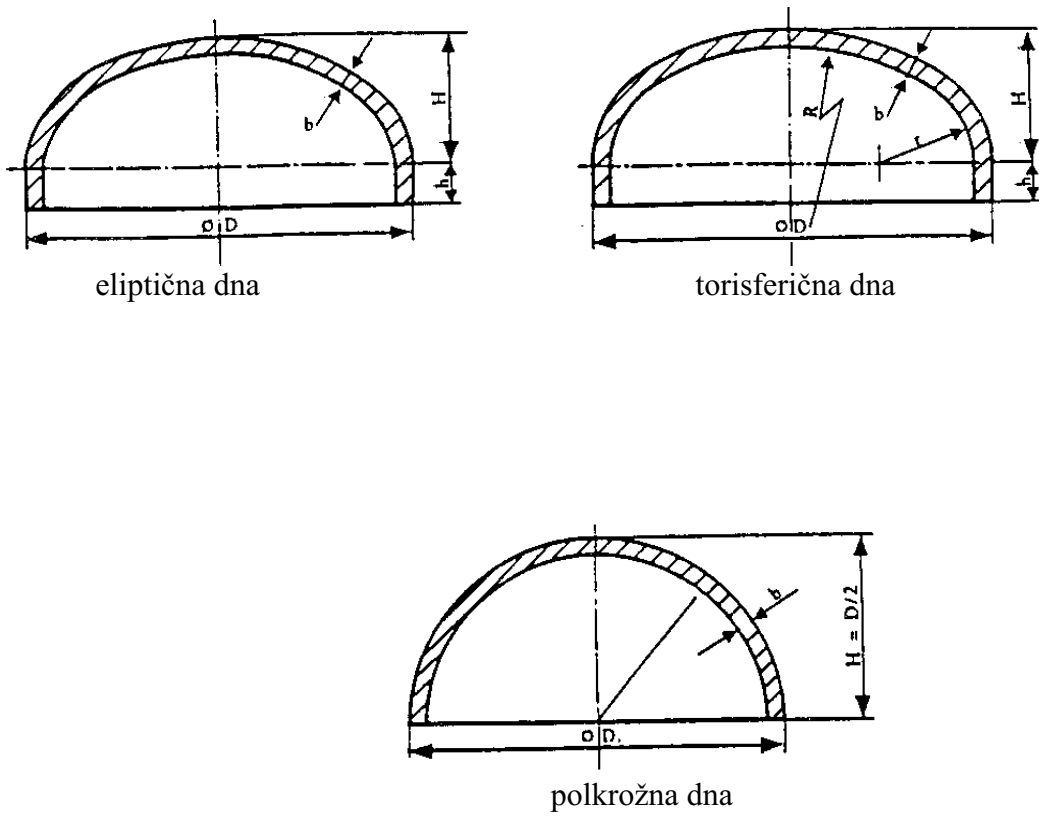 b
H
h
ø D
eliptična dna
R
b
r
H
h
ø D
torisferična dna
b
H = D/2
ø D.
polkrožna dna